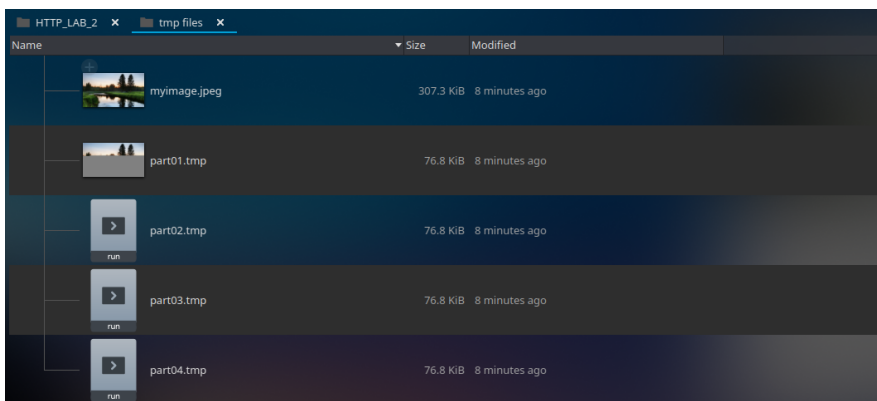 HTTP_LAB_2 tmp files
Name Size Modified
myimage.jpeg 307.3 KiB 8 minutes ago
part01.tmp 76.8 KiB 8 minutes ago
part02.tmp 76.8 KiB 8 minutes ago
run
part03.tmp 76.8 KiB 8 minutes ago
run
part04.tmp 76.8 KiB 8 minutes ago
run